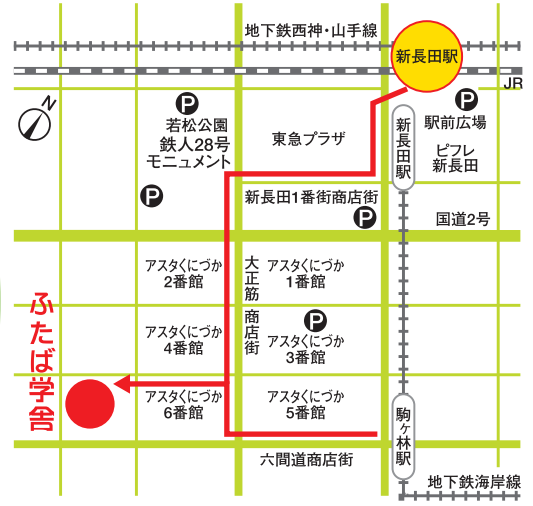 地下鉄西神・山手線
新長田駅
JR
N
P
若松公園
鉄人28号
モニュメント
東急プラザ
新長田駅
P
駅前広場
ピフレ
新長田
P
新長田1番街商店街
P
国道2号
アスタくにづか
2番館
大正筋
商店街
アスタくにづか
1番館
ふたば学舎
アスタくにづか
4番館
P
アスタくにづか
3番館
アスタくにづか
6番館
アスタくにづか
5番館
駒ヶ林駅
六間道商店街
地下鉄海岸線